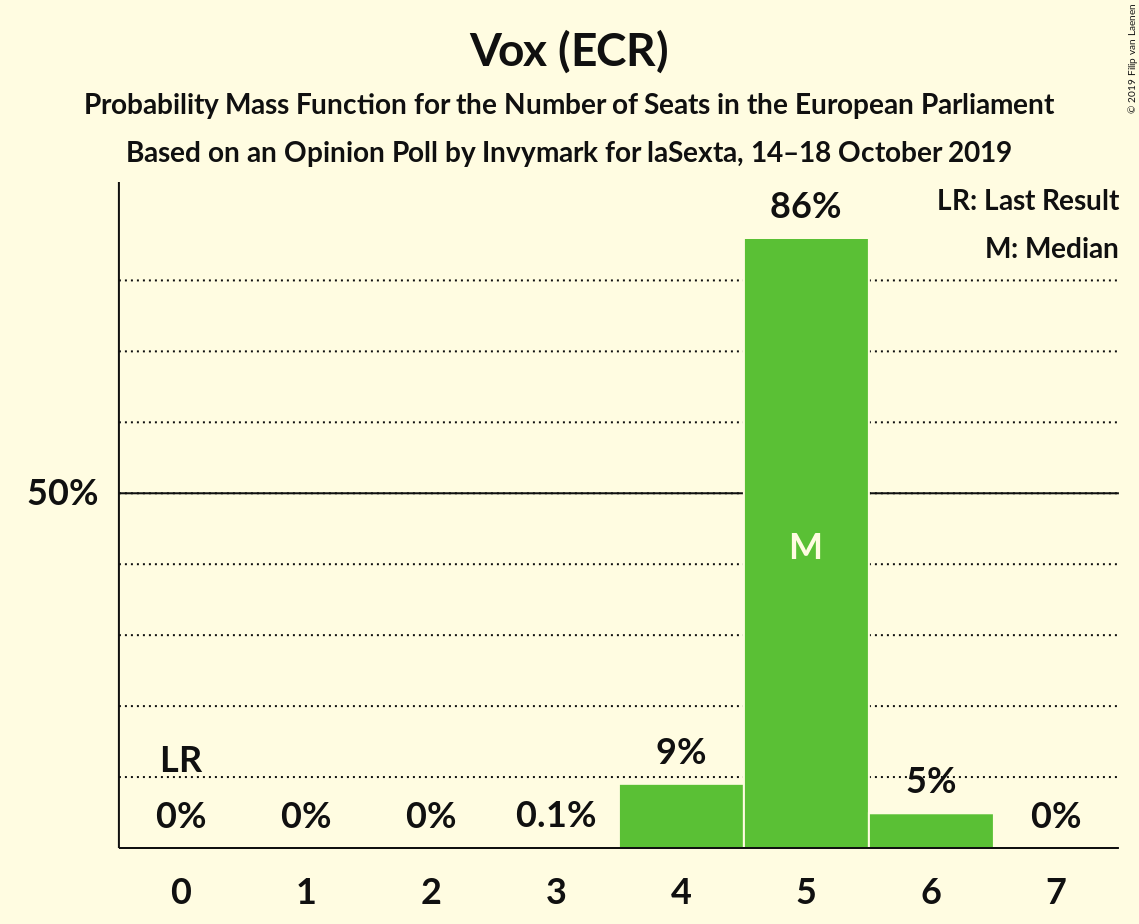 Vox (ECR)
Probability Mass Function for the Number of Seats in the European Parliament
Based on an Opinion Poll by Invymark for laSexta, 14–18 October 2019
© 2019 Filip van Laenen
LR: Last Result
M: Median
86%
50%
M
LR
9%
5%
0% 0% 0% 0.1% 0%
0 1 2 3 4 5 6 7